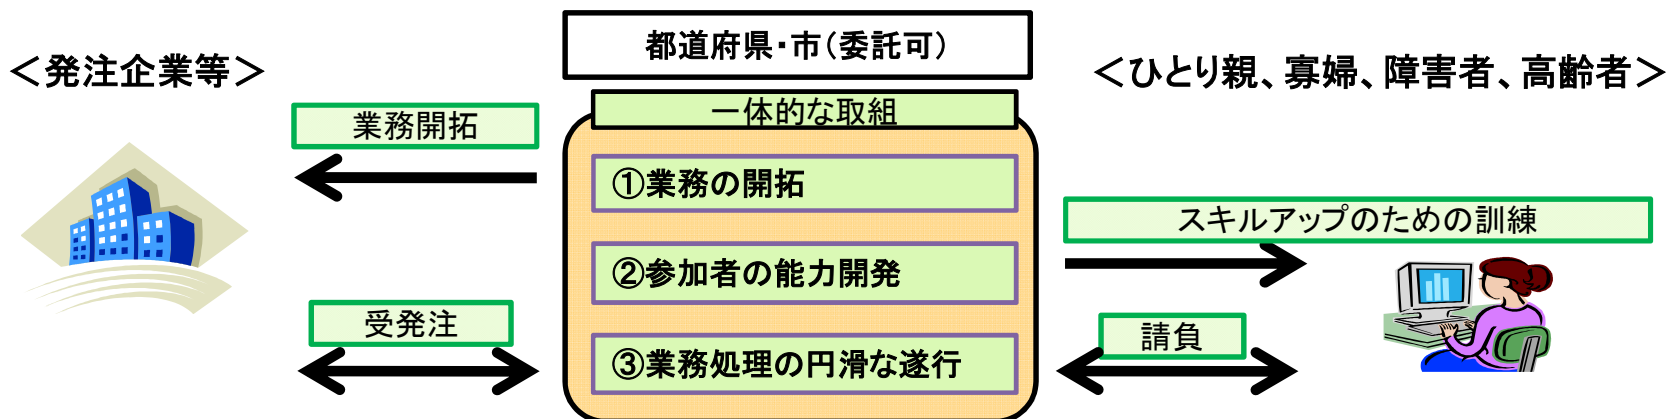 都道府県・市(委託可)
＜発注企業等＞
＜ひとり親、寡婦、障害者、高齢者＞
一体的な取組
業務開拓
①業務の開拓
スキルアップのための訓練
②参加者の能力開発
受発注
請負
③業務処理の円滑な遂行